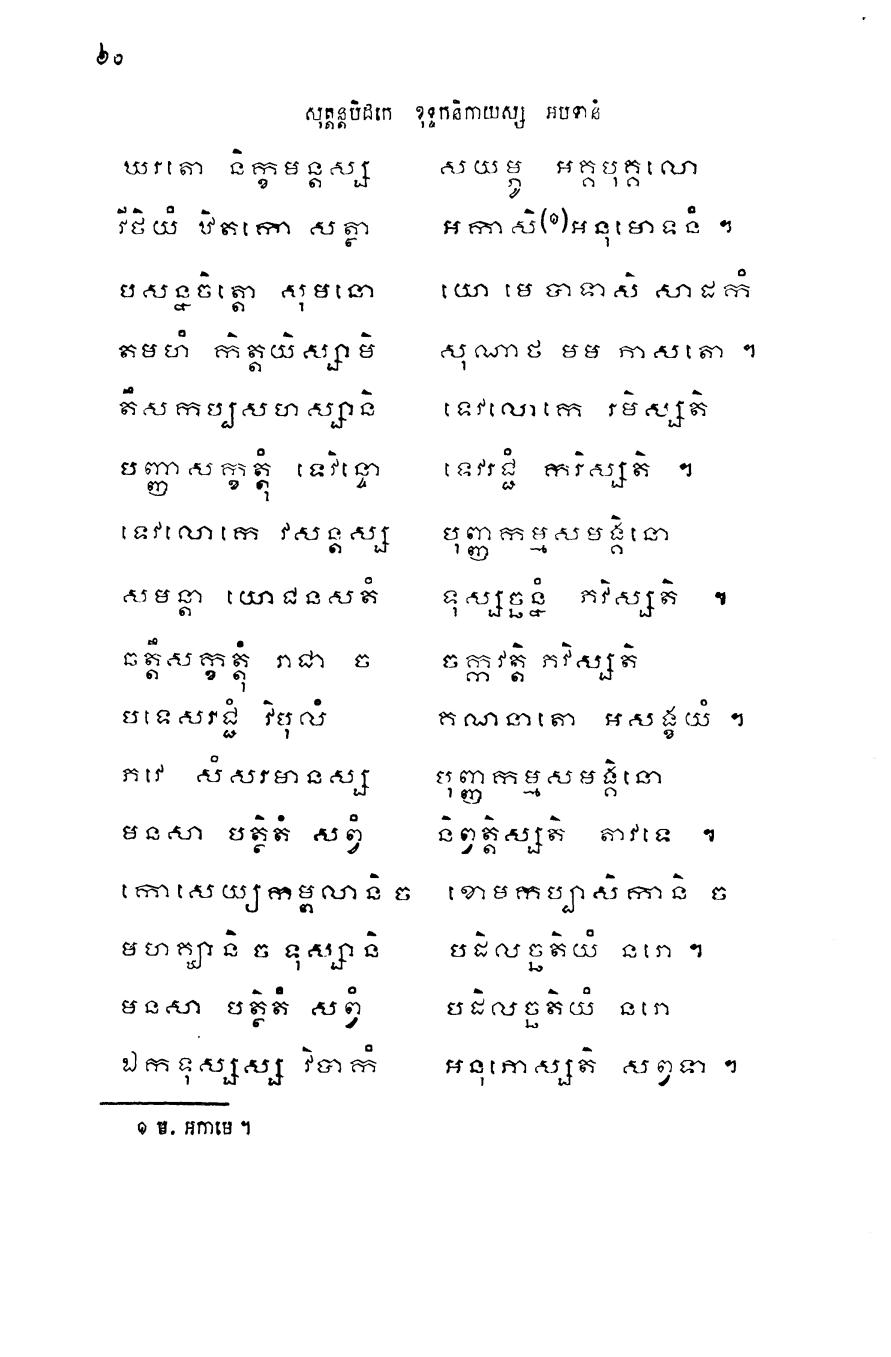 ៦០
សុត្តន្តបិដកេ ខុទ្ទកនិកាយស្ស អបទានំ
ឃរតោ និក្ខមន្តស្ស សយម្ភូ អគ្គបុគ្គលោ
វីថិយំ ឋិតកោ សត្ថា អកាសិ(១)អនុមោទនំ ។
បសន្នចិត្តោ សុមនោ យោ មេ បាទាសិ សាដកំ
តមហំ កិត្តយិស្សាមិ សុណាថ មម ភាសតោ ។
តឹសកប្បសហស្សានិ ទេវលោកេ រមិស្សតិ
បញ្ញាសក្ខត្តុំ ទេវិន្ទោ ទេវរជ្ជំ ករិស្សតិ ។
ទេវលោកេ វសន្តស្ស បុញ្ញកម្មសមង្គិនោ
សមន្តា យោជនសតំ ទុស្សច្ឆន្នំ ភវិស្សតិ ៕
ឆត្តឹសក្ខត្តុំ រាជា ច ចក្កវត្តិ ភវិស្សតិ
បទេសរជ្ជំ វិបុលំ គណនាតោ អសង្ខយំ ។
ភវេ សំសរមានស្ស បុញ្ញកម្មសមង្គិនោ
មនសា បត្ថិតំ សព្វំ និព្វត្តិស្សតិ តាវទេ ៕
កោសេយ្យកម្ពលានិ ច ខោមកប្បាសិកានិ ច
មហគ្ឃានិ ច ទុស្សានិ បដិលច្ឆតិយំ នរោ ។
មនសា បត្ថិតំ សព្វំ បដិលច្ឆតិយំ នរោ
ឯកទុស្សស្ស វិបាកំ អនុភោស្សតិ សព្វទា ។
១ ម. អកាមេ ។